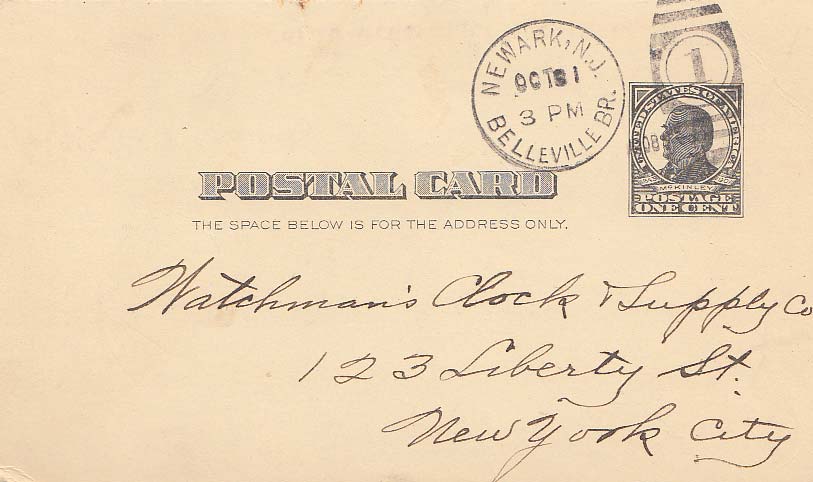 NEWARK, N.J.
OCT 31
3 PM
BELLEVILLE BR.
1
UNITED STATES OF AMERICA
McKINLEY
POSTAGE
ONE CENT
POSTAL CARD
THE SPACE BELOW IS FOR THE ADDRESS ONLY.
Watchman's Clock & Supply Co
123 Liberty St.
New York City